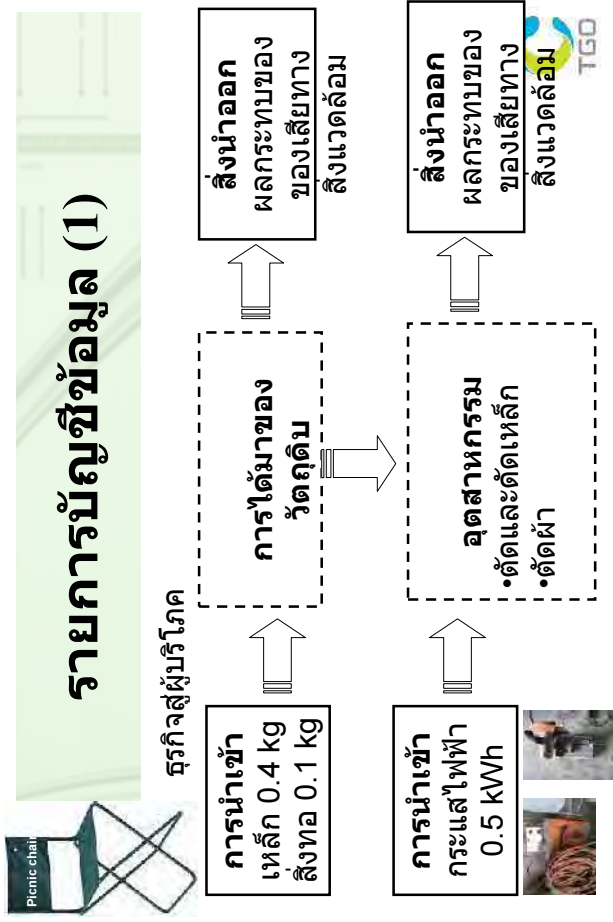 Picnic chair
รายการบัญชีข้อมูล (1)
ธุรกิจสู่ผู้บริโภค
การนำเข้า
เหล็ก 0.4 kg
สิ่งทอ 0.1 kg
การได้มาของ
วัตถุดิบ
สิ่งนำออก
ผลกระทบของ
ของเสียทาง
สิ่งแวดล้อม
การนำเข้า
กระแสไฟฟ้า
0.5 kWh
อุตสาหกรรม
•ตัดและดัดเหล็ก
•ตัดผ้า
สิ่งนำออก
ผลกระทบของ
ของเสียทาง
สิ่งแวดล้อม
TGO